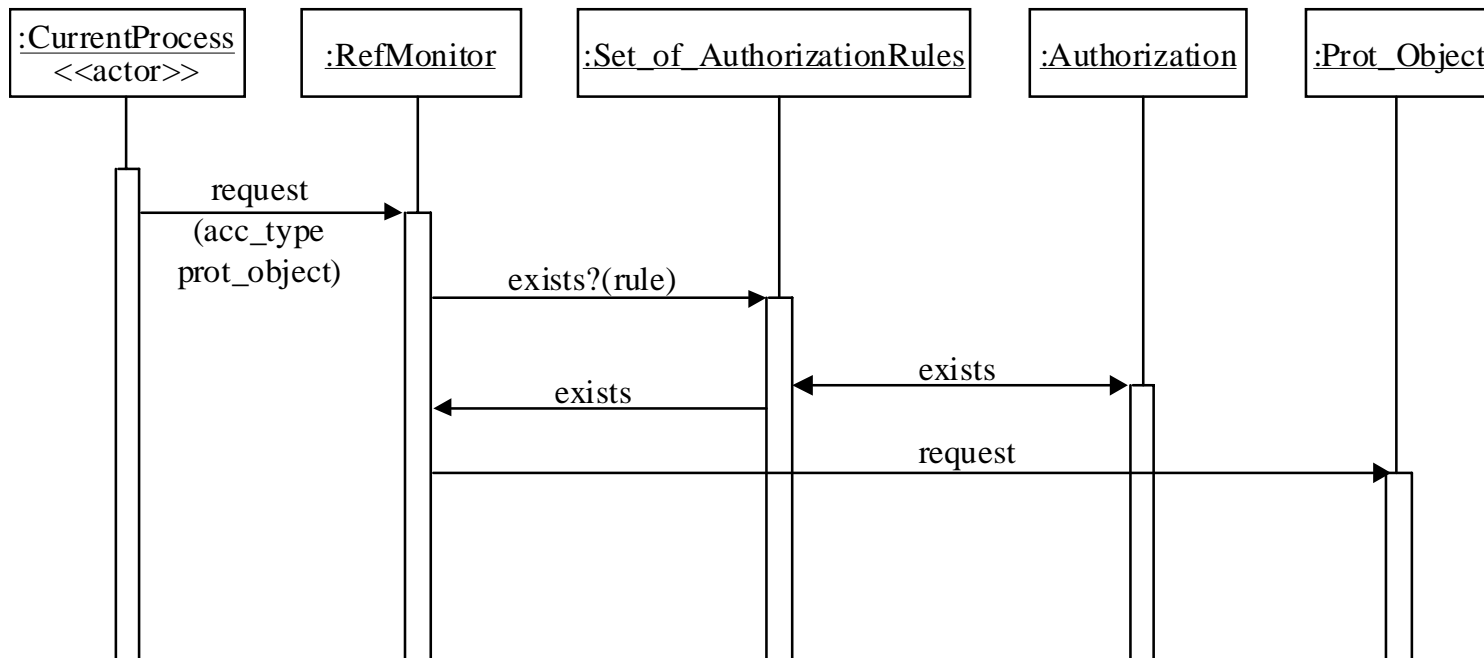 :CurrentProcess
<<actor>>
:RefMonitor
:Set_of_AuthorizationRules
:Authorization
:Prot_Object
request
(acc_type
prot_object)
exists?(rule)
exists
exists
request